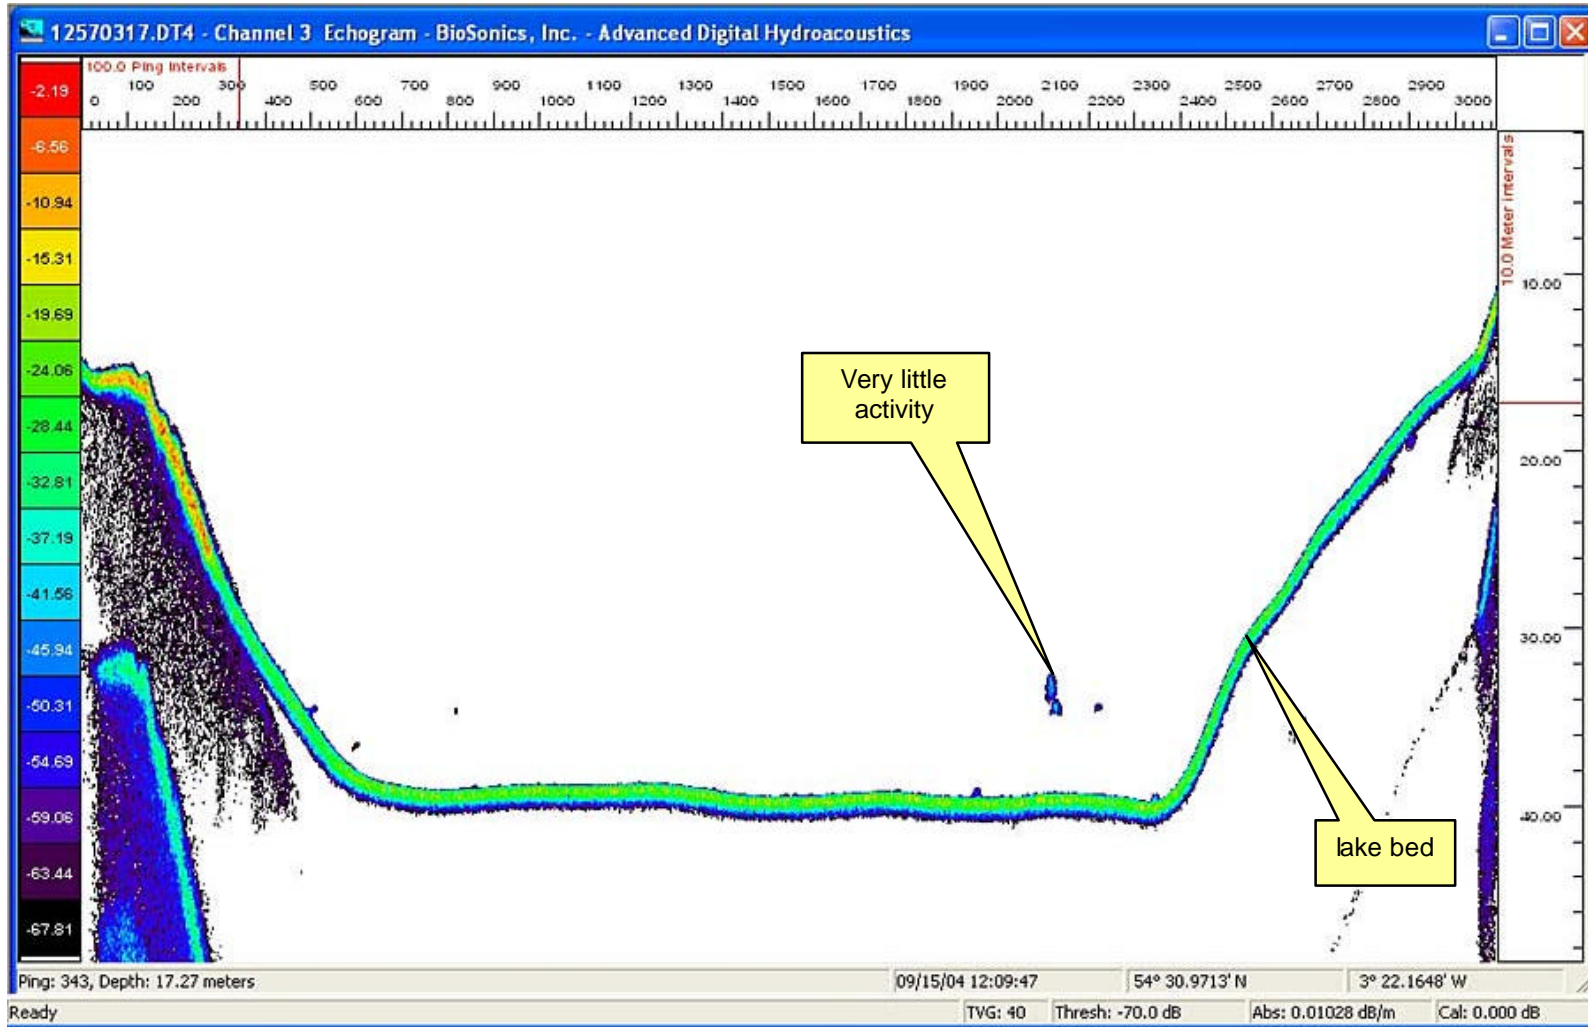 12570317.DT4 - Channel 3 Echogram - BioSonics, Inc. - Advanced Digital Hydroacoustics
100.0 Ping Intervals
100 300 500 700 900 1100 1300 1500 1700 1900 2100 2300 2500 2700 2900
0 200 400 600 800 1000 1200 1400 1600 1800 2000 2200 2400 2600 2800 3000
-2.19
-6.56
-10.94
-15.31
-19.69
-24.06
-28.44
-32.81
-37.19
-41.56
-45.94
-50.31
-54.69
-59.06
-63.44
-67.81
Very little
activity
lake bed
10.0 Meter intervals
10.00
20.00
30.00
40.00
Ping: 343, Depth: 17.27 meters 09/15/04 12:09:47 54° 30.9713' N 3° 22.1648' W
Ready TVG: 40 Thresh: -70.0 dB Abs: 0.01028 dB/m Cal: 0.000 dB